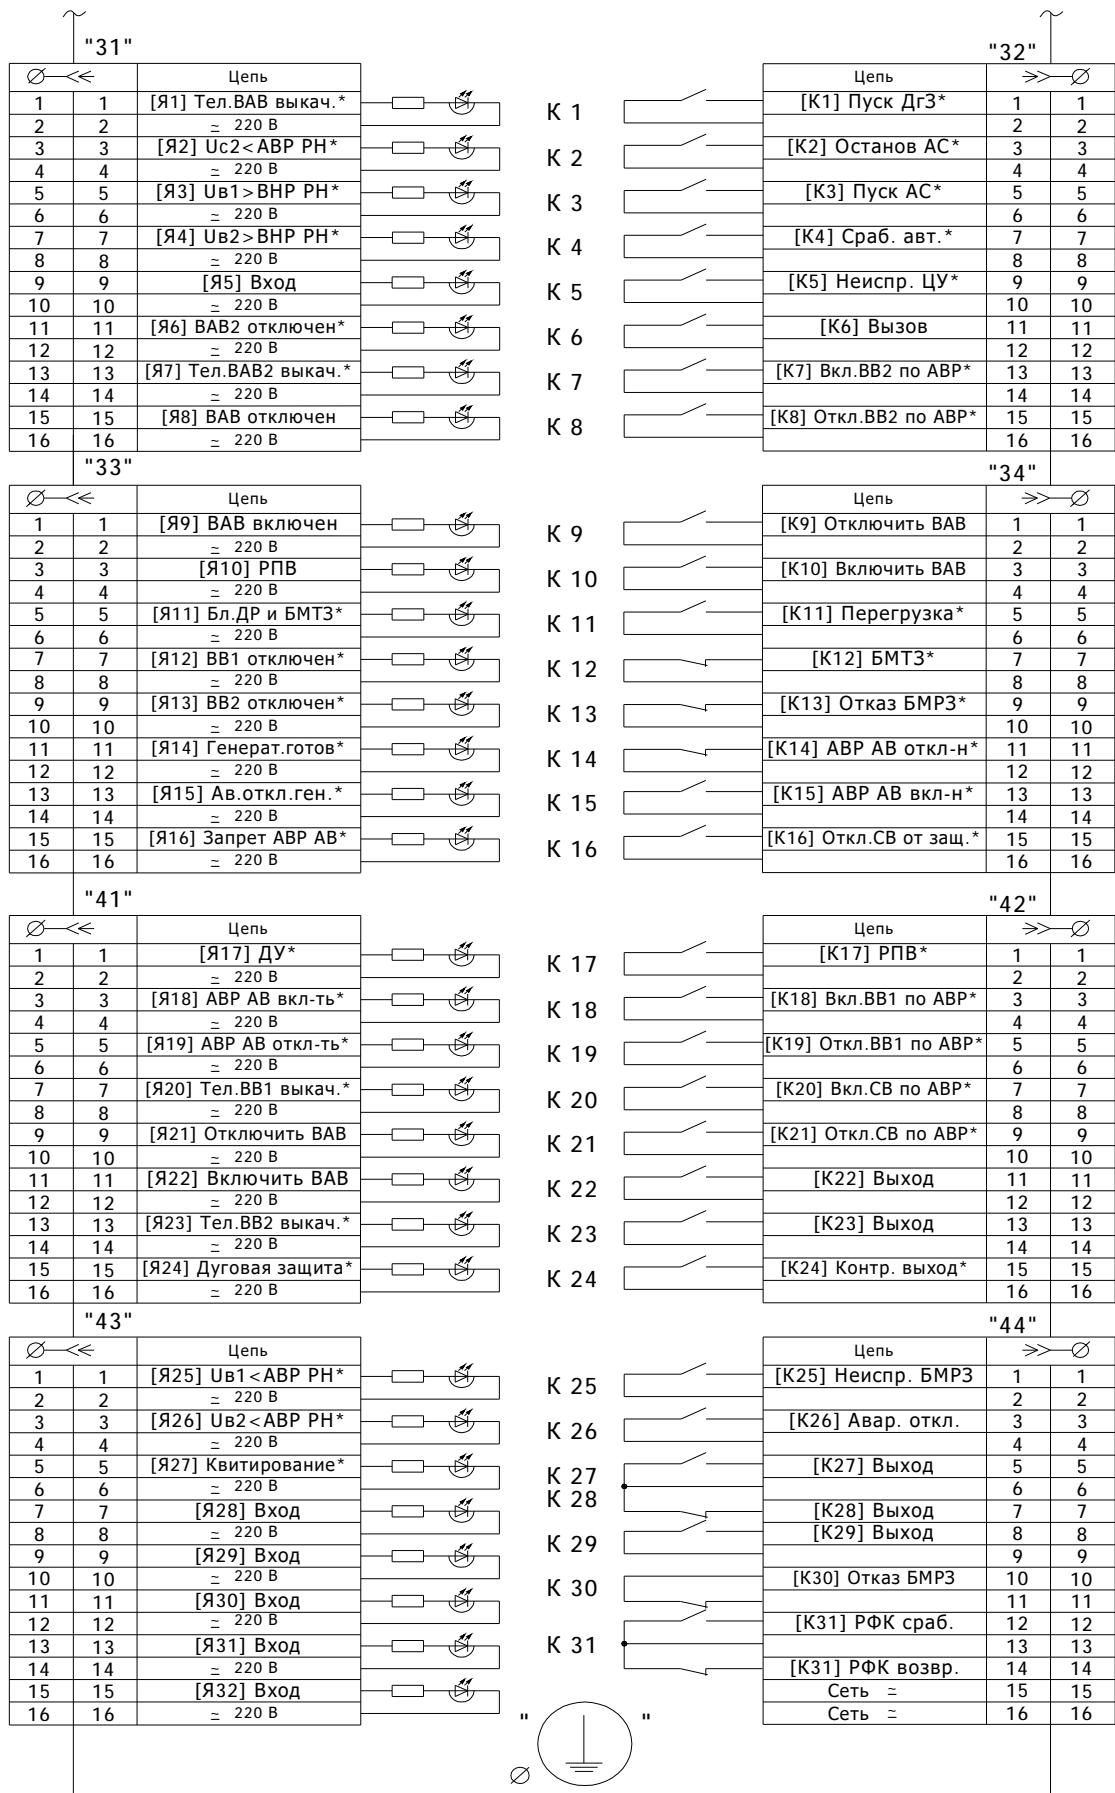 "31" "32"
Цепь Цепь
1 1 [Я1] Тел.ВАВ выкач.* К 1 [К1] Пуск ДгЗ* 1 1
2 2 ≃ 220 В 2 2
3 3 [Я2] Uс2<АВР РН* К 2 [К2] Останов АС* 3 3
4 4 ≃ 220 В 4 4
5 5 [Я3] Uв1>ВНР РН* К 3 [К3] Пуск АС* 5 5
6 6 ≃ 220 В 6 6
7 7 [Я4] Uв2>ВНР РН* К 4 [К4] Сраб. авт.* 7 7
8 8 ≃ 220 В 8 8
9 9 [Я5] Вход К 5 [К5] Неиспр. ЦУ* 9 9
10 10 ≃ 220 В 10 10
11 11 [Я6] ВАВ2 отключен* К 6 [К6] Вызов 11 11
12 12 ≃ 220 В 12 12
13 13 [Я7] Тел.ВАВ2 выкач.* К 7 [К7] Вкл.ВВ2 по АВР* 13 13
14 14 ≃ 220 В 14 14
15 15 [Я8] ВАВ отключен К 8 [К8] Откл.ВВ2 по АВР* 15 15
16 16 ≃ 220 В 16 16
"33" "34"
Цепь Цепь
1 1 [Я9] ВАВ включен К 9 [К9] Отключить ВАВ 1 1
2 2 ≃ 220 В 2 2
3 3 [Я10] РПВ К 10 [К10] Включить ВАВ 3 3
4 4 ≃ 220 В 4 4
5 5 [Я11] Бл.ДР и БМТЗ* К 11 [К11] Перегрузка* 5 5
6 6 ≃ 220 В 6 6
7 7 [Я12] ВВ1 отключен* К 12 [К12] БМТЗ* 7 7
8 8 ≃ 220 В 8 8
9 9 [Я13] ВВ2 отключен* К 13 [К13] Отказ БМРЗ* 9 9
10 10 ≃ 220 В 10 10
11 11 [Я14] Генерат.готов* К 14 [К14] АВР АВ откл-н* 11 11
12 12 ≃ 220 В 12 12
13 13 [Я15] Ав.откл.ген.* К 15 [К15] АВР АВ вкл-н* 13 13
14 14 ≃ 220 В 14 14
15 15 [Я16] Запрет АВР АВ* К 16 [К16] Откл.СВ от защ.* 15 15
16 16 ≃ 220 В 16 16
"41" "42"
Цепь Цепь
1 1 [Я17] ДУ* К 17 [К17] РПВ* 1 1
2 2 ≃ 220 В 2 2
3 3 [Я18] АВР АВ вкл-ть* К 18 [К18] Вкл.ВВ1 по АВР* 3 3
4 4 ≃ 220 В 4 4
5 5 [Я19] АВР АВ откл-ть* К 19 [К19] Откл.ВВ1 по АВР* 5 5
6 6 ≃ 220 В 6 6
7 7 [Я20] Тел.ВВ1 выкач.* К 20 [К20] Вкл.СВ по АВР* 7 7
8 8 ≃ 220 В 8 8
9 9 [Я21] Отключить ВАВ К 21 [К21] Откл.СВ по АВР* 9 9
10 10 ≃ 220 В 10 10
11 11 [Я22] Включить ВАВ К 22 [К22] Выход 11 11
12 12 ≃ 220 В 12 12
13 13 [Я23] Тел.ВВ2 выкач.* К 23 [К23] Выход 13 13
14 14 ≃ 220 В 14 14
15 15 [Я24] Дуговая защита* К 24 [К24] Контр. выход* 15 15
16 16 ≃ 220 В 16 16
"43" "44"
Цепь Цепь
1 1 [Я25] Uв1<АВР РН* К 25 [К25] Неиспр. БМРЗ 1 1
2 2 ≃ 220 В 2 2
3 3 [Я26] Uв2<АВР РН* К 26 [К26] Авар. откл. 3 3
4 4 ≃ 220 В 4 4
5 5 [Я27] Квитирование* К 27 [К27] Выход 5 5
6 6 ≃ 220 В К 28 6 6
7 7 [Я28] Вход [К28] Выход 7 7
8 8 ≃ 220 В К 29 [К29] Выход 8 8
9 9 [Я29] Вход 9 9
10 10 ≃ 220 В К 30 [К30] Отказ БМРЗ 10 10
11 11 [Я30] Вход 11 11
12 12 ≃ 220 В [К31] РФК сраб. 12 12
13 13 [Я31] Вход К 31 13 13
14 14 ≃ 220 В [К31] РФК возвр. 14 14
15 15 [Я32] Вход Сеть ≃ 15 15
16 16 ≃ 220 В Сеть ≃ 16 16
" "